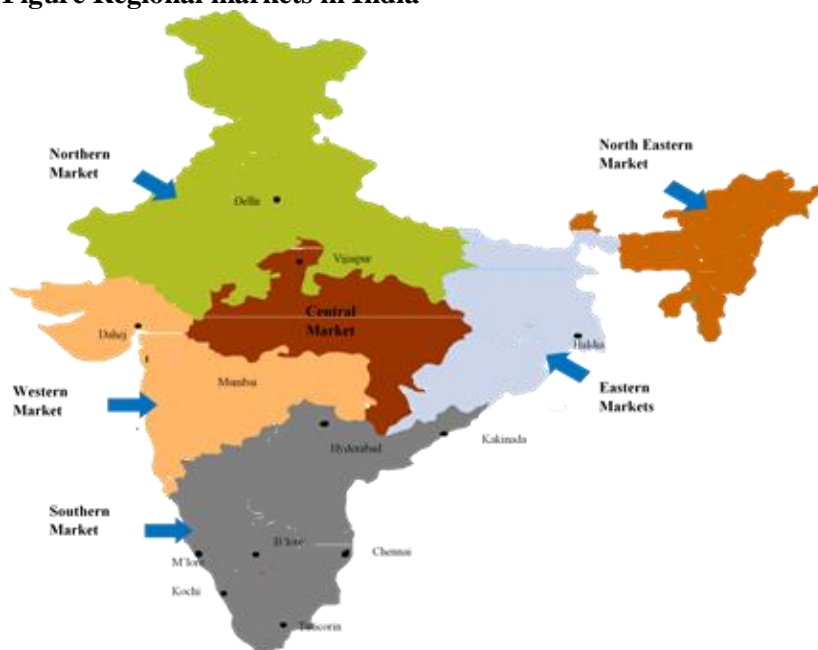 Figure Regional markets in India
Northern
Market
North Eastern
Market
Delhi
Vijaipur
Central
Market
Dahej
Haldia
Mumbai
Western
Market
Eastern
Markets
Hyderabad
Kakinada
Southern
Market
B'lore
Chennai
M'lore
Kochi
Tuticorin